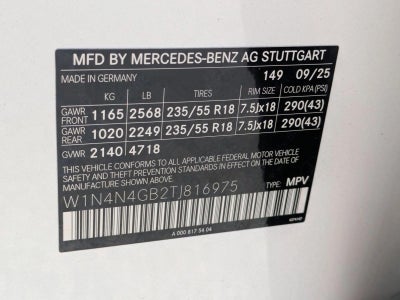 MFD BY MERCEDES-BENZ AG STUTTGART
MADE IN GERMANY 149 09/25
KG LB TIRES RIM SIZE COLD KPA(PSI)
GAWR FRONT 1165 2568 235/55 R18 7.5Jx18 290(43)
GAWR REAR 1020 2249 235/55 R18 7.5Jx18 290(43)
GVWR 2140 4718
THIS VEHICLE CONFORMS TO ALL APPLICABLE FEDERAL MOTOR VEHICLE
SAFETY, BUMPER, AND THEFT PREVENTION STANDARDS IN EFFECT ON THE
DATE OF MANUFACTURE SHOWN ABOVE.
W1N4N4GB2TJ816975 TYPE: MPV
A 000 817 54 04